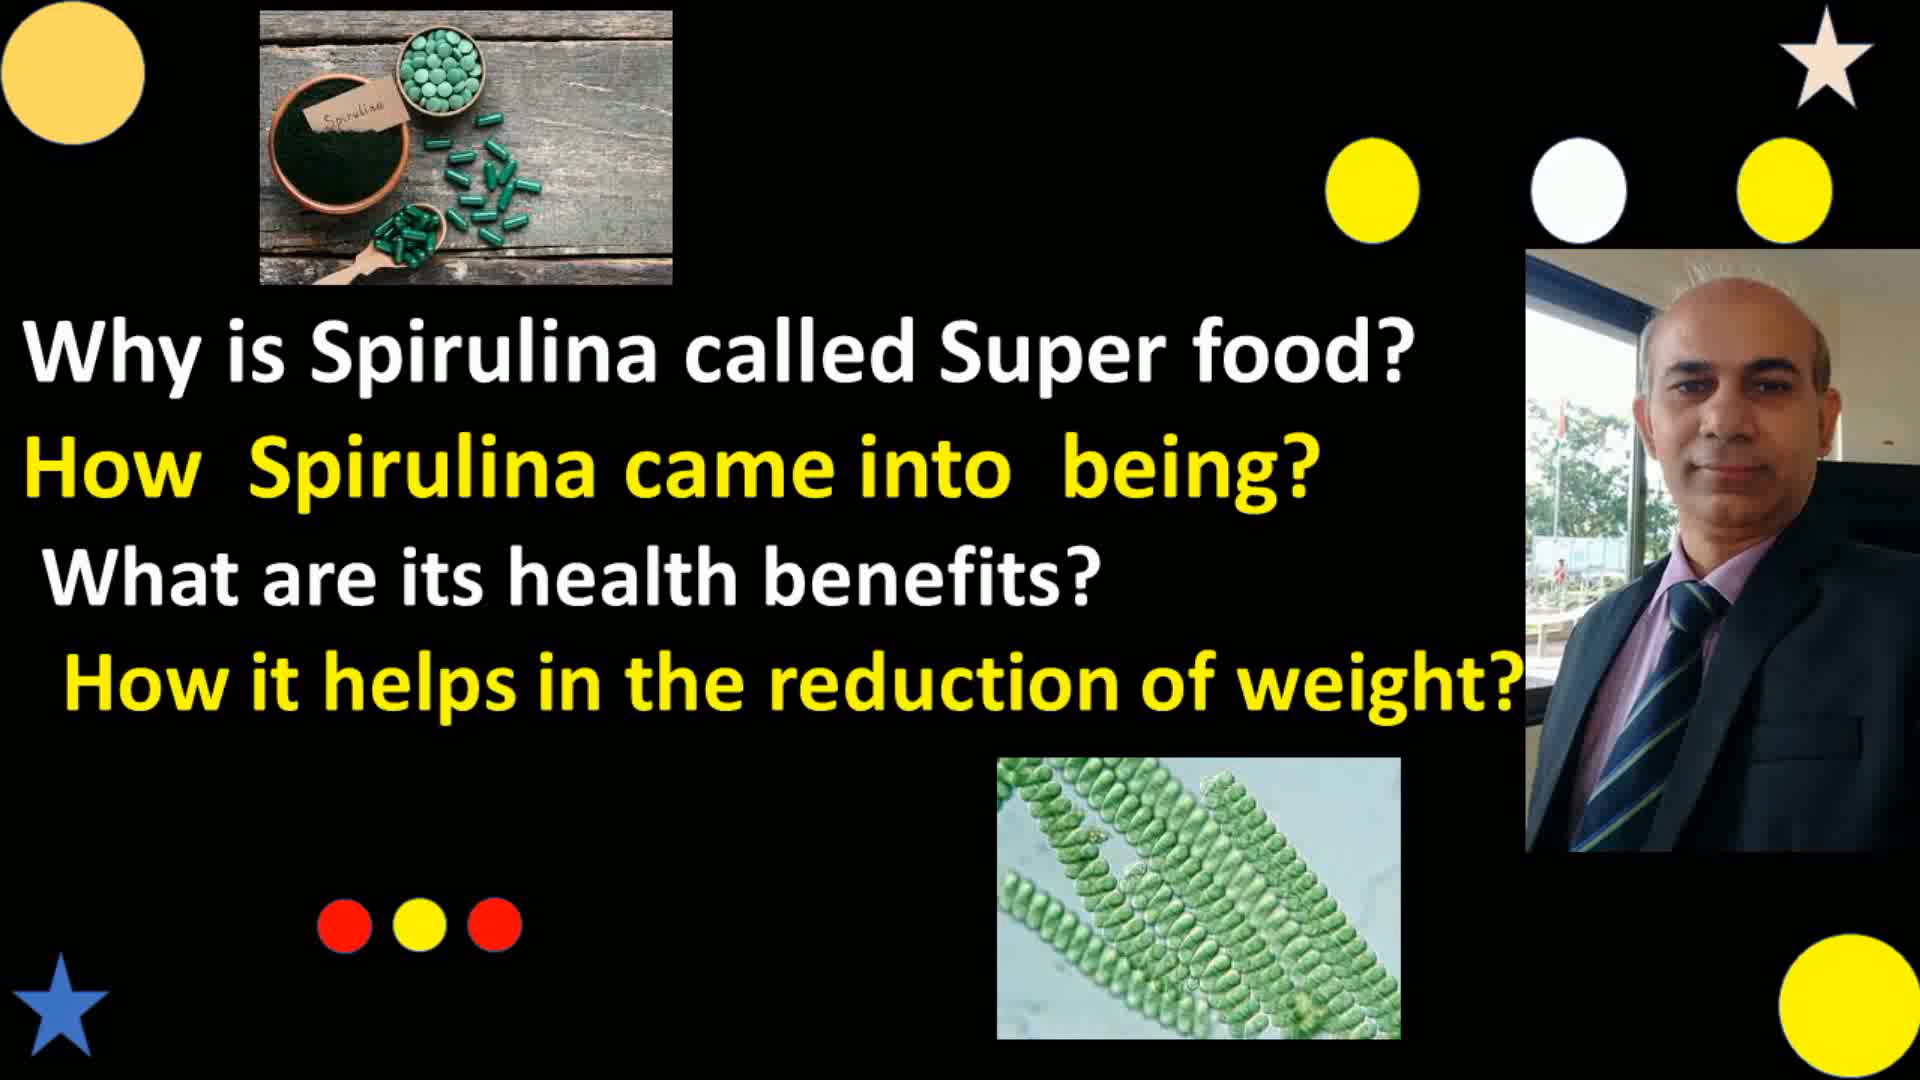 Spirulina
Why is Spirulina called Super food?
How Spirulina came into being?
What are its health benefits?
How it helps in the reduction of weight?